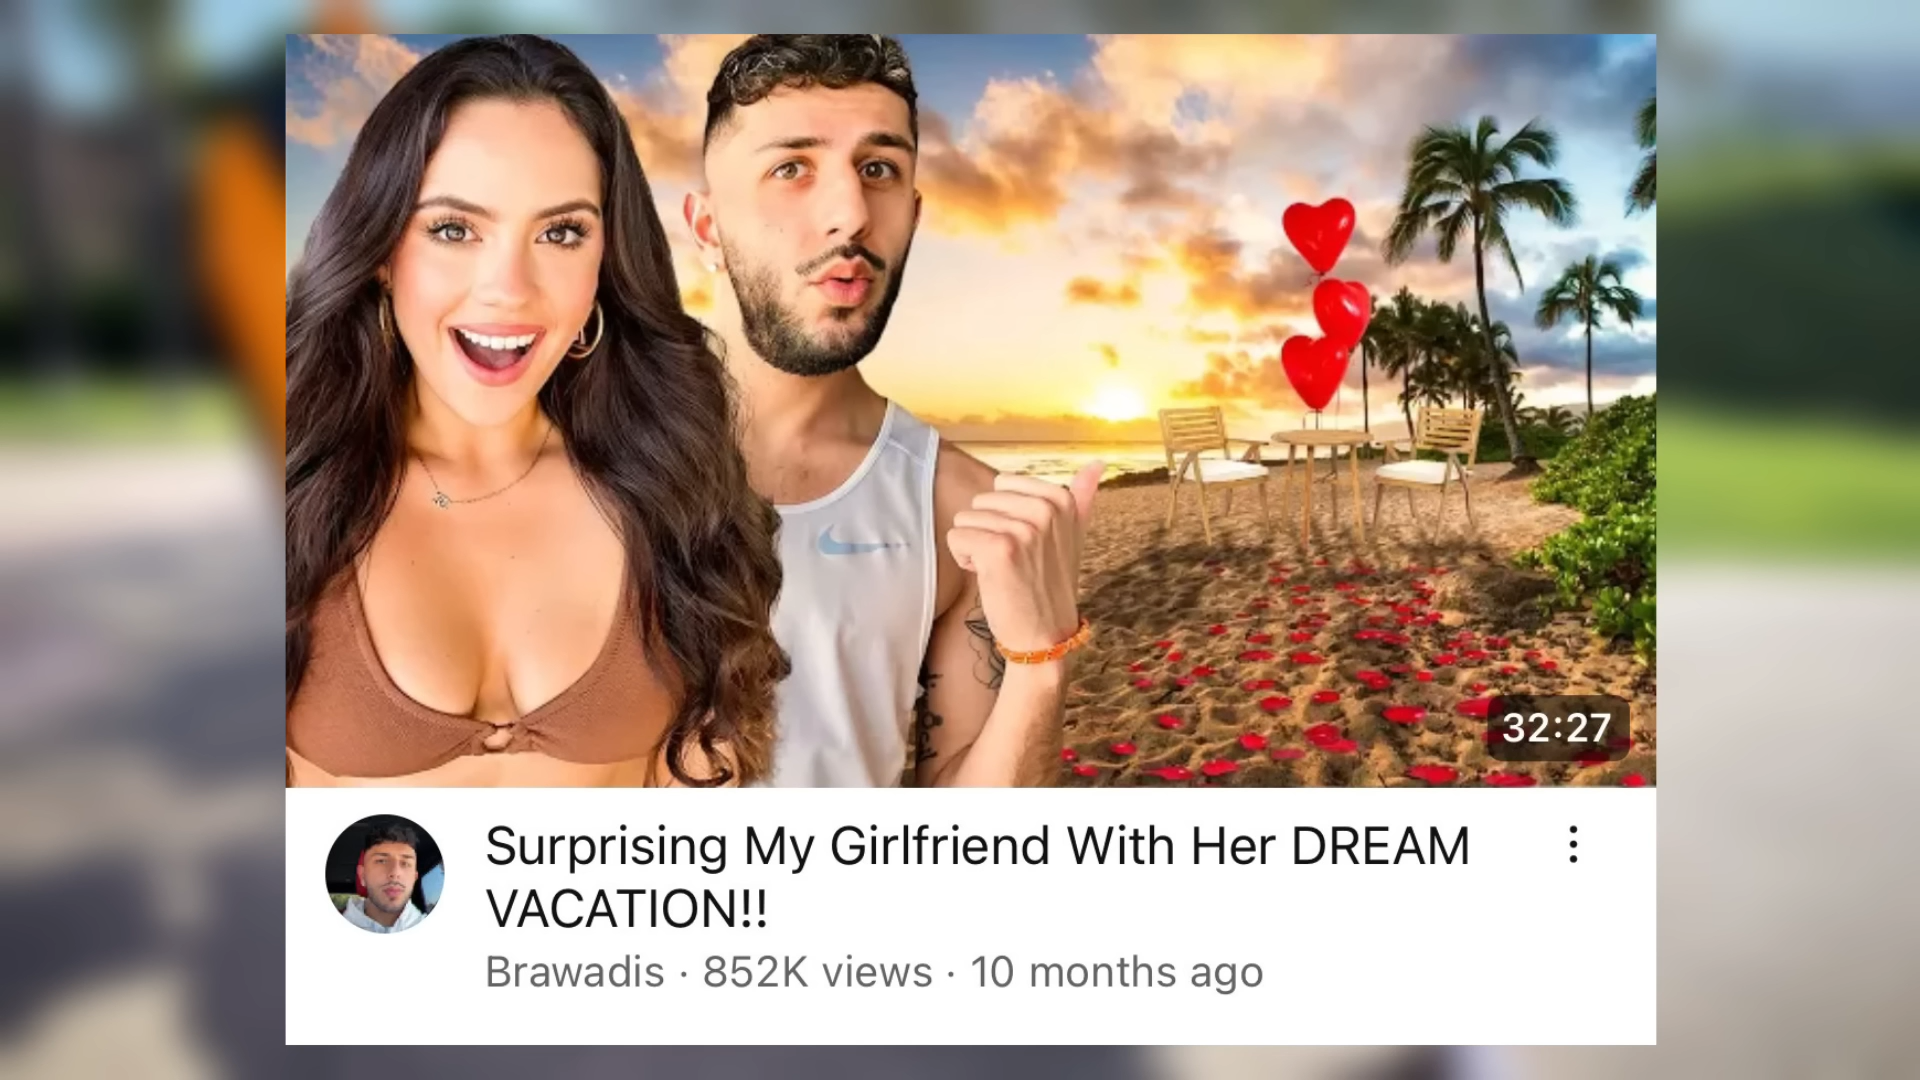 32:27
Surprising My Girlfriend With Her DREAM
VACATION!!
Brawadis · 852K views · 10 months ago